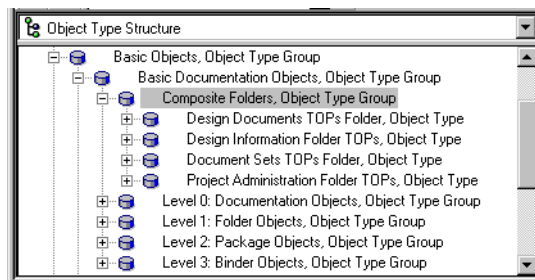 Object Type Structure
Basic Objects, Object Type Group
Basic Documentation Objects, Object Type Group
Composite Folders, Object Type Group
Design Documents TOPs Folder, Object Type
Design Information Folder TOPs, Object Type
Document Sets TOPs Folder, Object Type
Project Administration Folder TOPs, Object Type
Level 0: Documentation Objects, Object Type Group
Level 1: Folder Objects, Object Type Group
Level 2: Package Objects, Object Type Group
Level 3: Binder Objects, Object Type Group